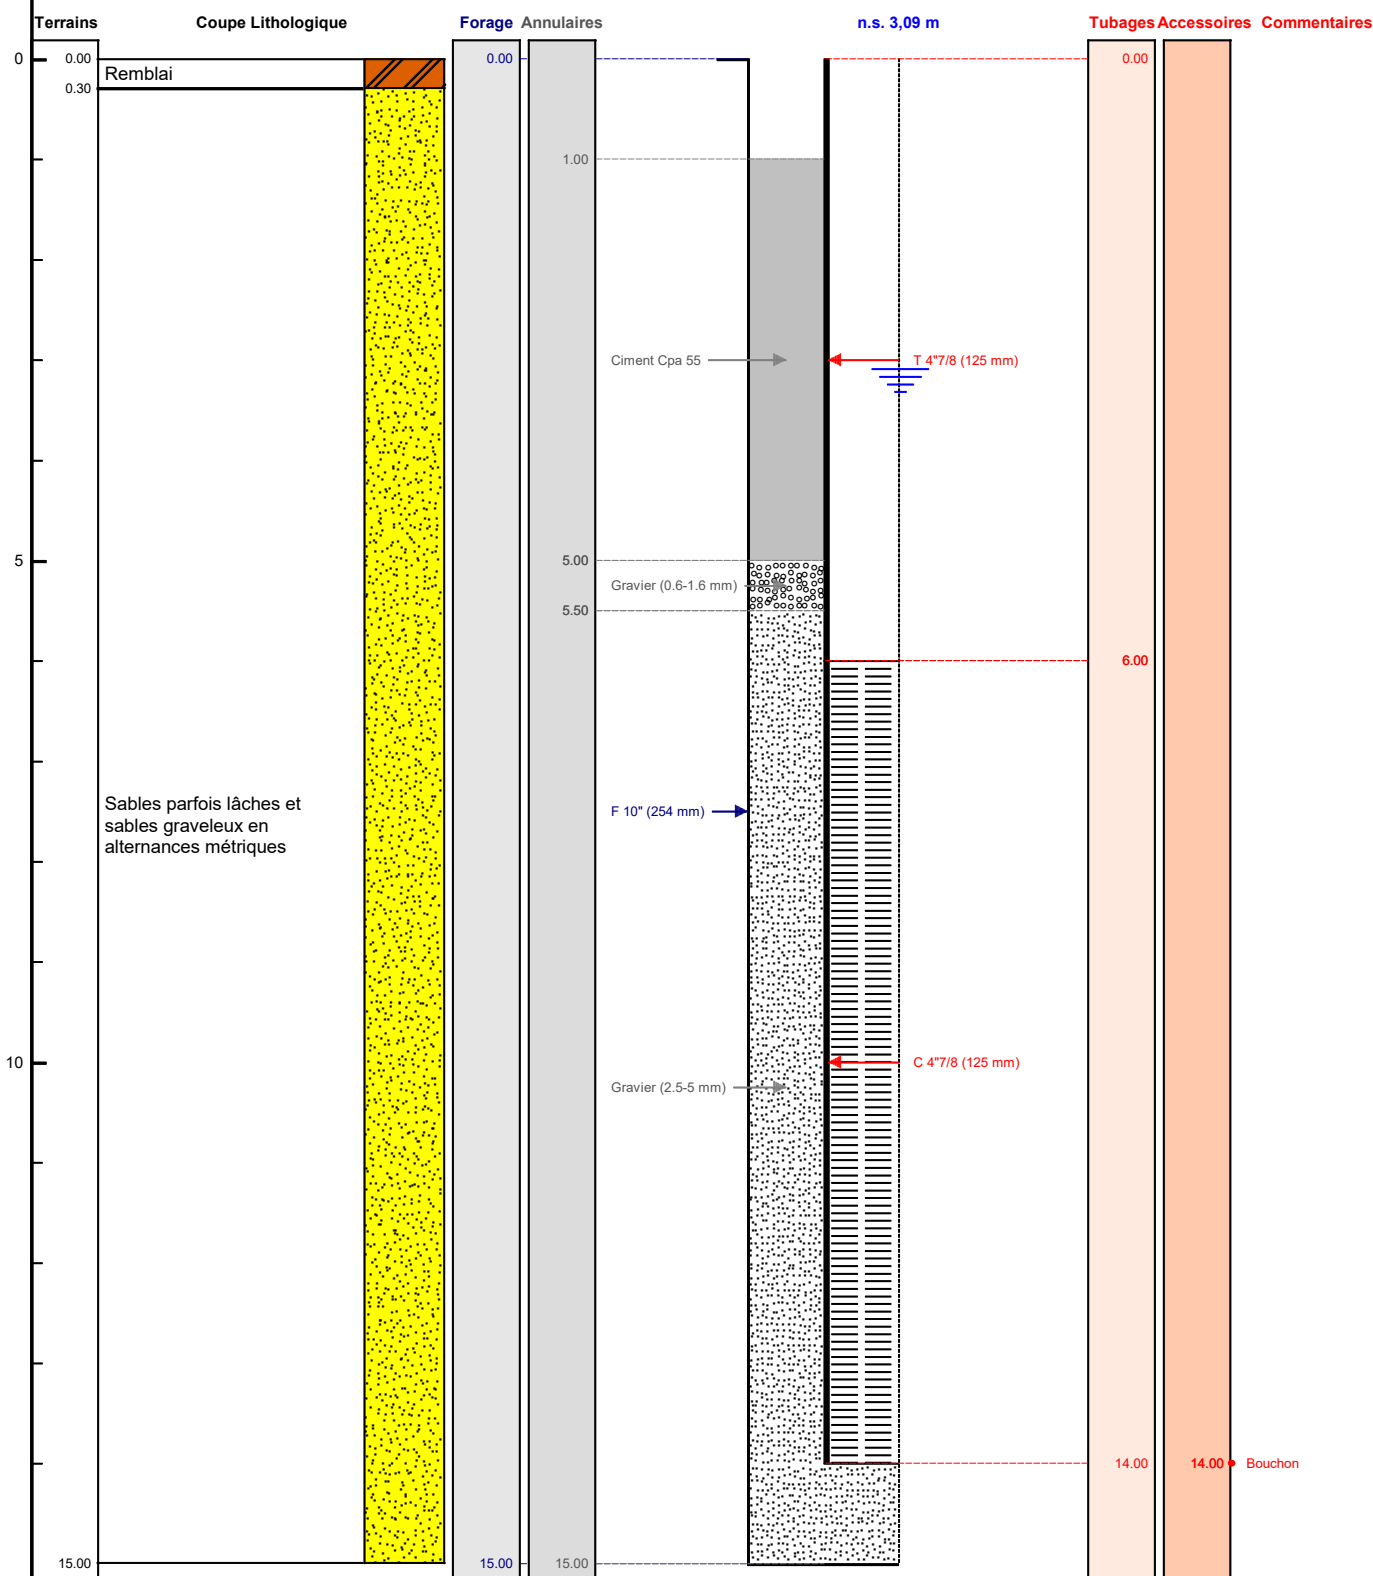 Terrains Coupe Lithologique Forage Annulaires n.s. 3,09 m Tubages Accessoires Commentaires
0 0.00 0.00 0.00
Remblai
0.30
1.00
Ciment Cpa 55 T 4"7/8 (125 mm)
5 5.00
Gravier (0.6-1.6 mm)
5.50
6.00
Sables parfois lâches et
sables graveleux en
alternances métriques
F 10" (254 mm)
10 C 4"7/8 (125 mm)
Gravier (2.5-5 mm)
14.00 14.00 Bouchon
15.00 15.00 15.00